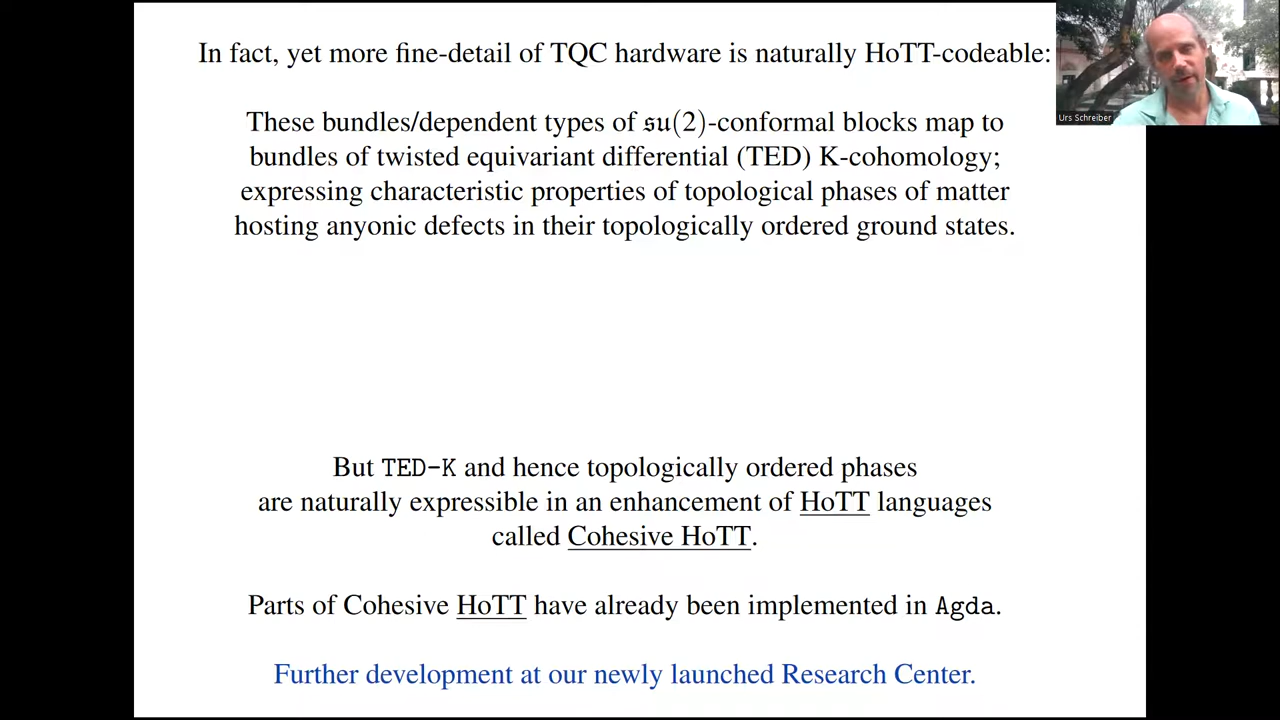 In fact, yet more fine-detail of TQC hardware is naturally HoTT-codeable:
These bundles/dependent types of 𝔰𝔲(2)-conformal blocks map to
bundles of twisted equivariant differential (TED) K-cohomology;
expressing characteristic properties of topological phases of matter
hosting anyonic defects in their topologically ordered ground states.
But TED-K and hence topologically ordered phases
are naturally expressible in an enhancement of HoTT languages
called Cohesive HoTT.
Parts of Cohesive HoTT have already been implemented in Agda.
Further development at our newly launched Research Center.
Urs Schreiber